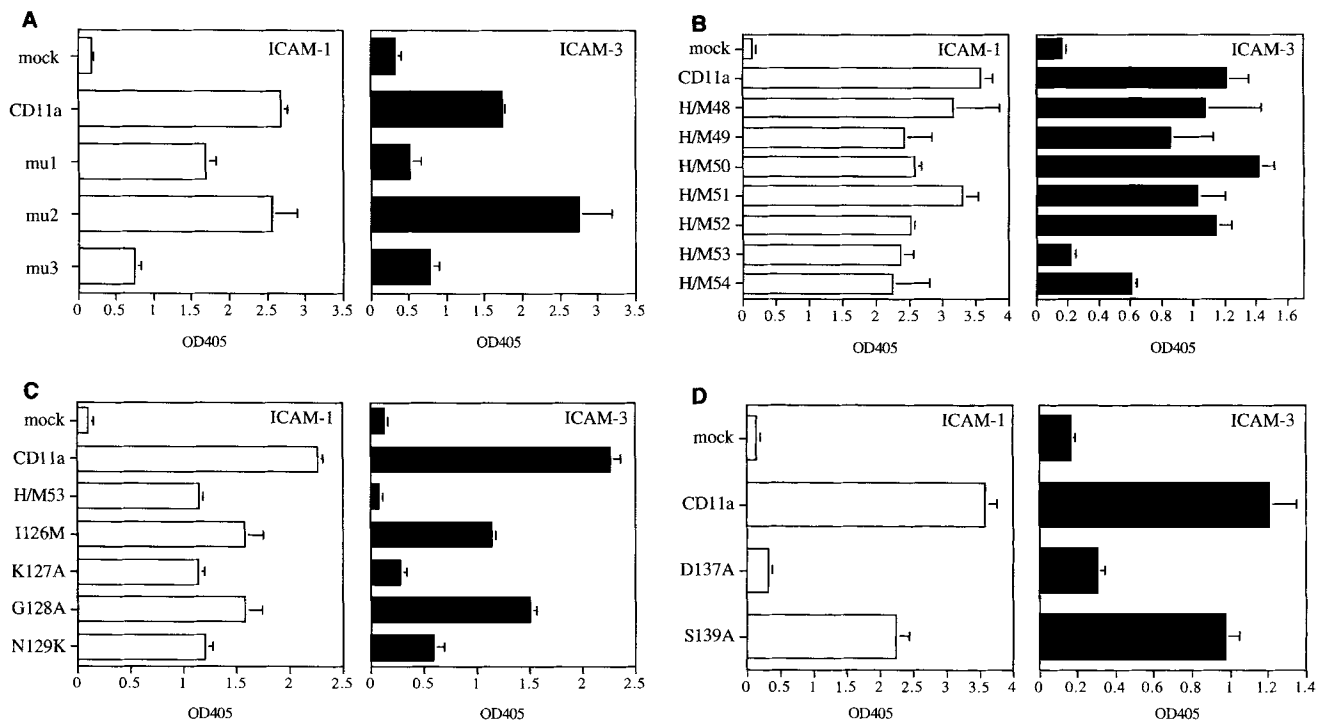 A
ICAM-1
ICAM-3
mock
CD11a
mu1
mu2
mu3
0 0.5 1 1.5 2 2.5 3 3.5
0 0.5 1 1.5 2 2.5 3 3.5
OD405
OD405
B
ICAM-1
ICAM-3
mock
CD11a
H/M48
H/M49
H/M50
H/M51
H/M52
H/M53
H/M54
0 0.5 1 1.5 2 2.5 3 3.5 4
0 0.2 0.4 0.6 0.8 1 1.2 1.4 1.6
OD405
OD405
C
ICAM-1
ICAM-3
mock
CD11a
H/M53
I126M
K127A
G128A
N129K
0 0.5 1 1.5 2 2.5
0 0.5 1 1.5 2 2.5
OD405
OD405
D
ICAM-1
ICAM-3
mock
CD11a
D137A
S139A
0 0.5 1 1.5 2 2.5 3 3.5 4
0 0.2 0.4 0.6 0.8 1 1.2 1.4
OD405
OD405